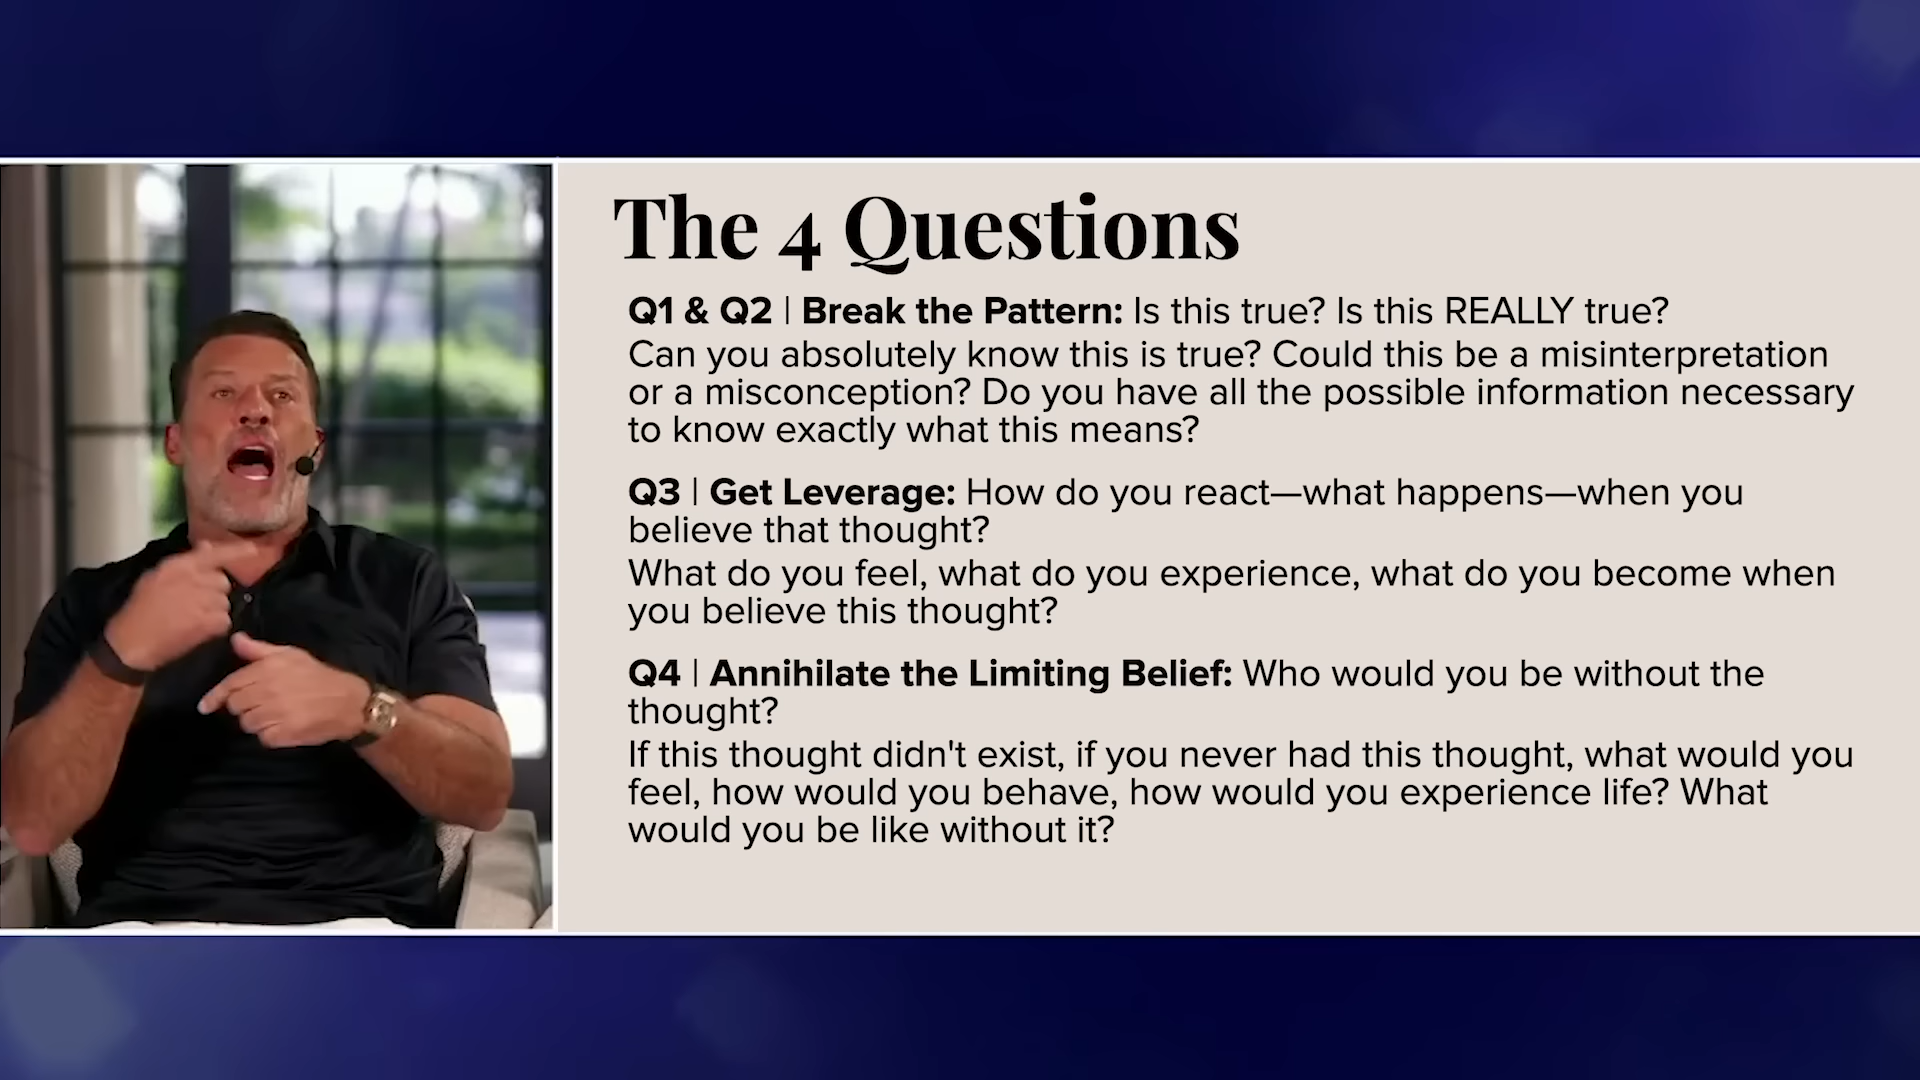 The 4 Questions
Q1 & Q2 | Break the Pattern: Is this true? Is this REALLY true?
Can you absolutely know this is true? Could this be a misinterpretation
or a misconception? Do you have all the possible information necessary
to know exactly what this means?
Q3 | Get Leverage: How do you react—what happens—when you
believe that thought?
What do you feel, what do you experience, what do you become when
you believe this thought?
Q4 | Annihilate the Limiting Belief: Who would you be without the
thought?
If this thought didn't exist, if you never had this thought, what would you
feel, how would you behave, how would you experience life? What
would you be like without it?